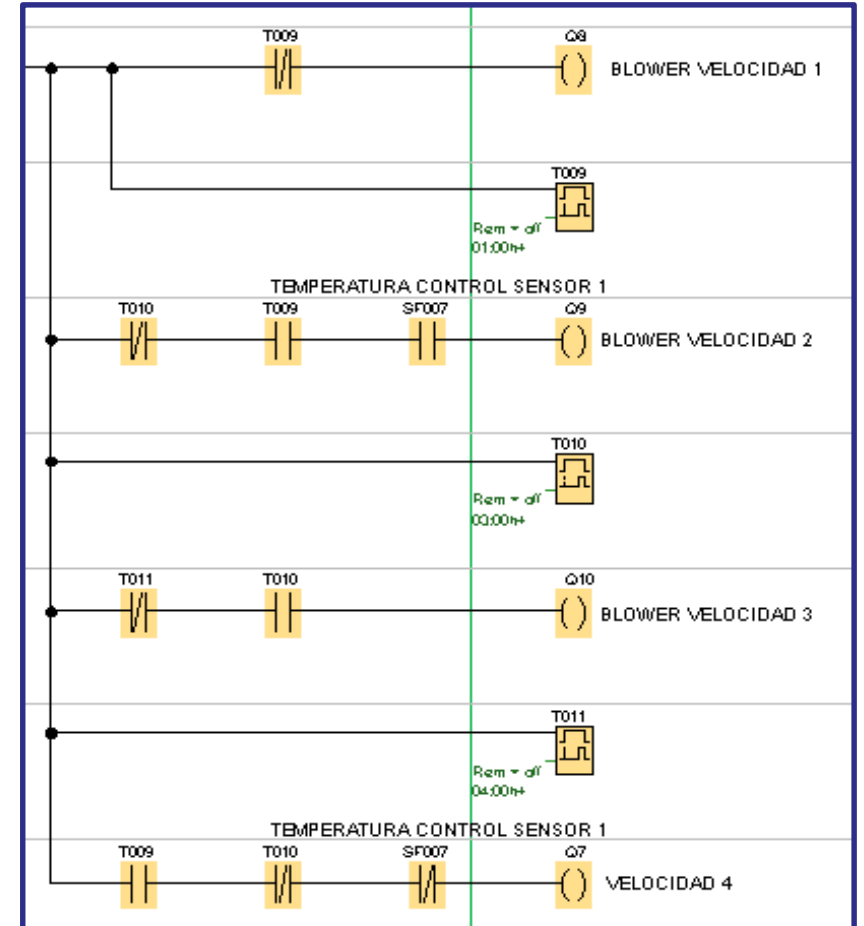 T009 Q8
BLOWER VELOCIDAD 1
T009
Rem = off
01:00h+
TEMPERATURA CONTROL SENSOR 1
T010 T009 SF007 Q9
BLOWER VELOCIDAD 2
T010
Rem = off
03:00h+
T011 T010 Q10
BLOWER VELOCIDAD 3
T011
Rem = off
04:00h+
TEMPERATURA CONTROL SENSOR 1
T009 T010 SF007 Q7
VELOCIDAD 4